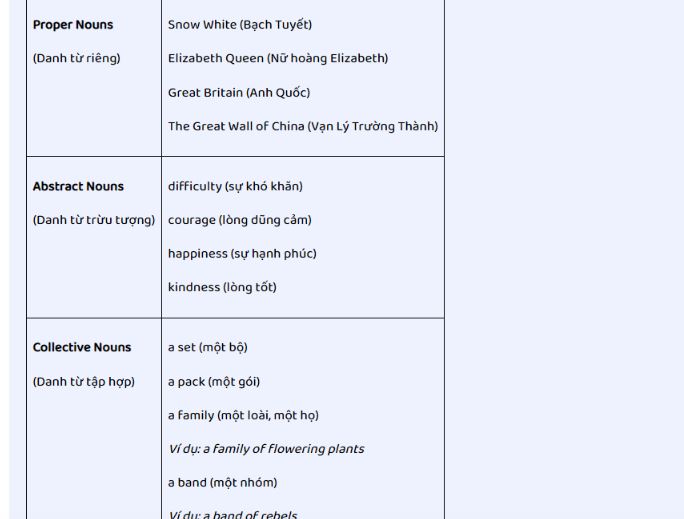 Proper Nouns
(Danh từ riêng)
Snow White (Bạch Tuyết)
Elizabeth Queen (Nữ hoàng Elizabeth)
Great Britain (Anh Quốc)
The Great Wall of China (Vạn Lý Trường Thành)
Abstract Nouns
(Danh từ trừu tượng)
difficulty (sự khó khăn)
courage (lòng dũng cảm)
happiness (sự hạnh phúc)
kindness (lòng tốt)
Collective Nouns
(Danh từ tập hợp)
a set (một bộ)
a pack (một gói)
a family (một loài, một họ)
Ví dụ: a family of flowering plants
a band (một nhóm)
Ví dụ: a band of rebels